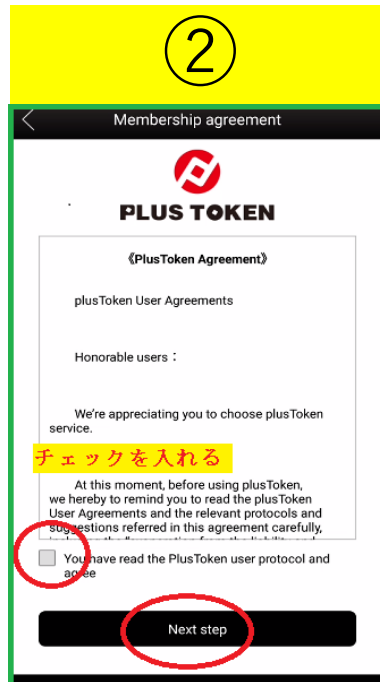 ②
Membership agreement
PLUS TOKEN
《PlusToken Agreement》
plusToken User Agreements
Honorable users：
We're appreciating you to choose plusToken
service.
チェックを入れる
At this moment, before using plusToken,
we hereby to remind you to read the plusToken
User Agreements and the relevant protocols and
suggestions referred in this agreement carefully,
You have read the PlusToken user protocol and
agree
Next step